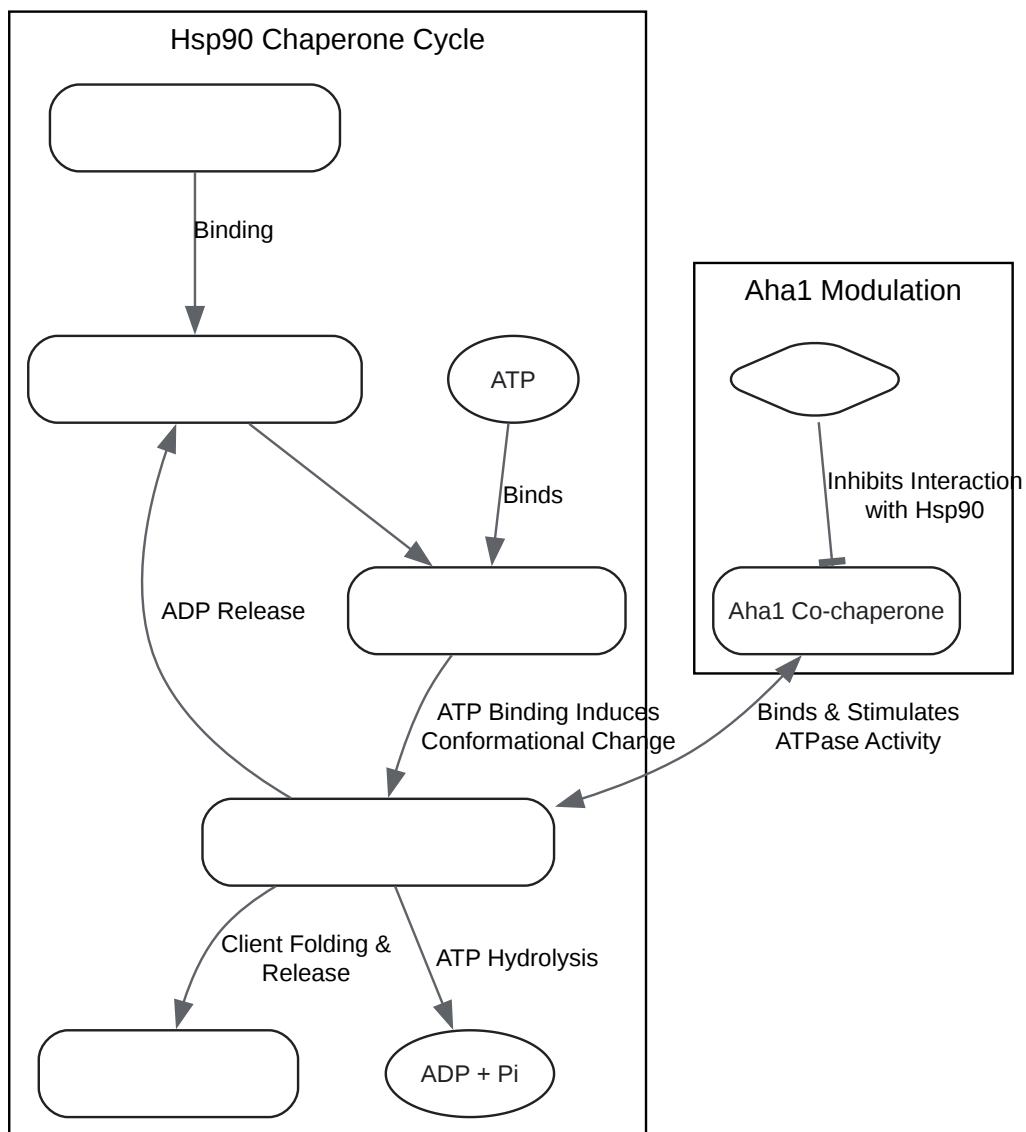 Hsp90 Chaperone Cycle
Binding
Aha1 Modulation
ATP
Binds
Inhibits Interaction
with Hsp90
ADP Release
Aha1 Co-chaperone
ATP Binding Induces
Conformational Change
Binds & Stimulates
ATPase Activity
Client Folding &
Release
ATP Hydrolysis
ADP + Pi